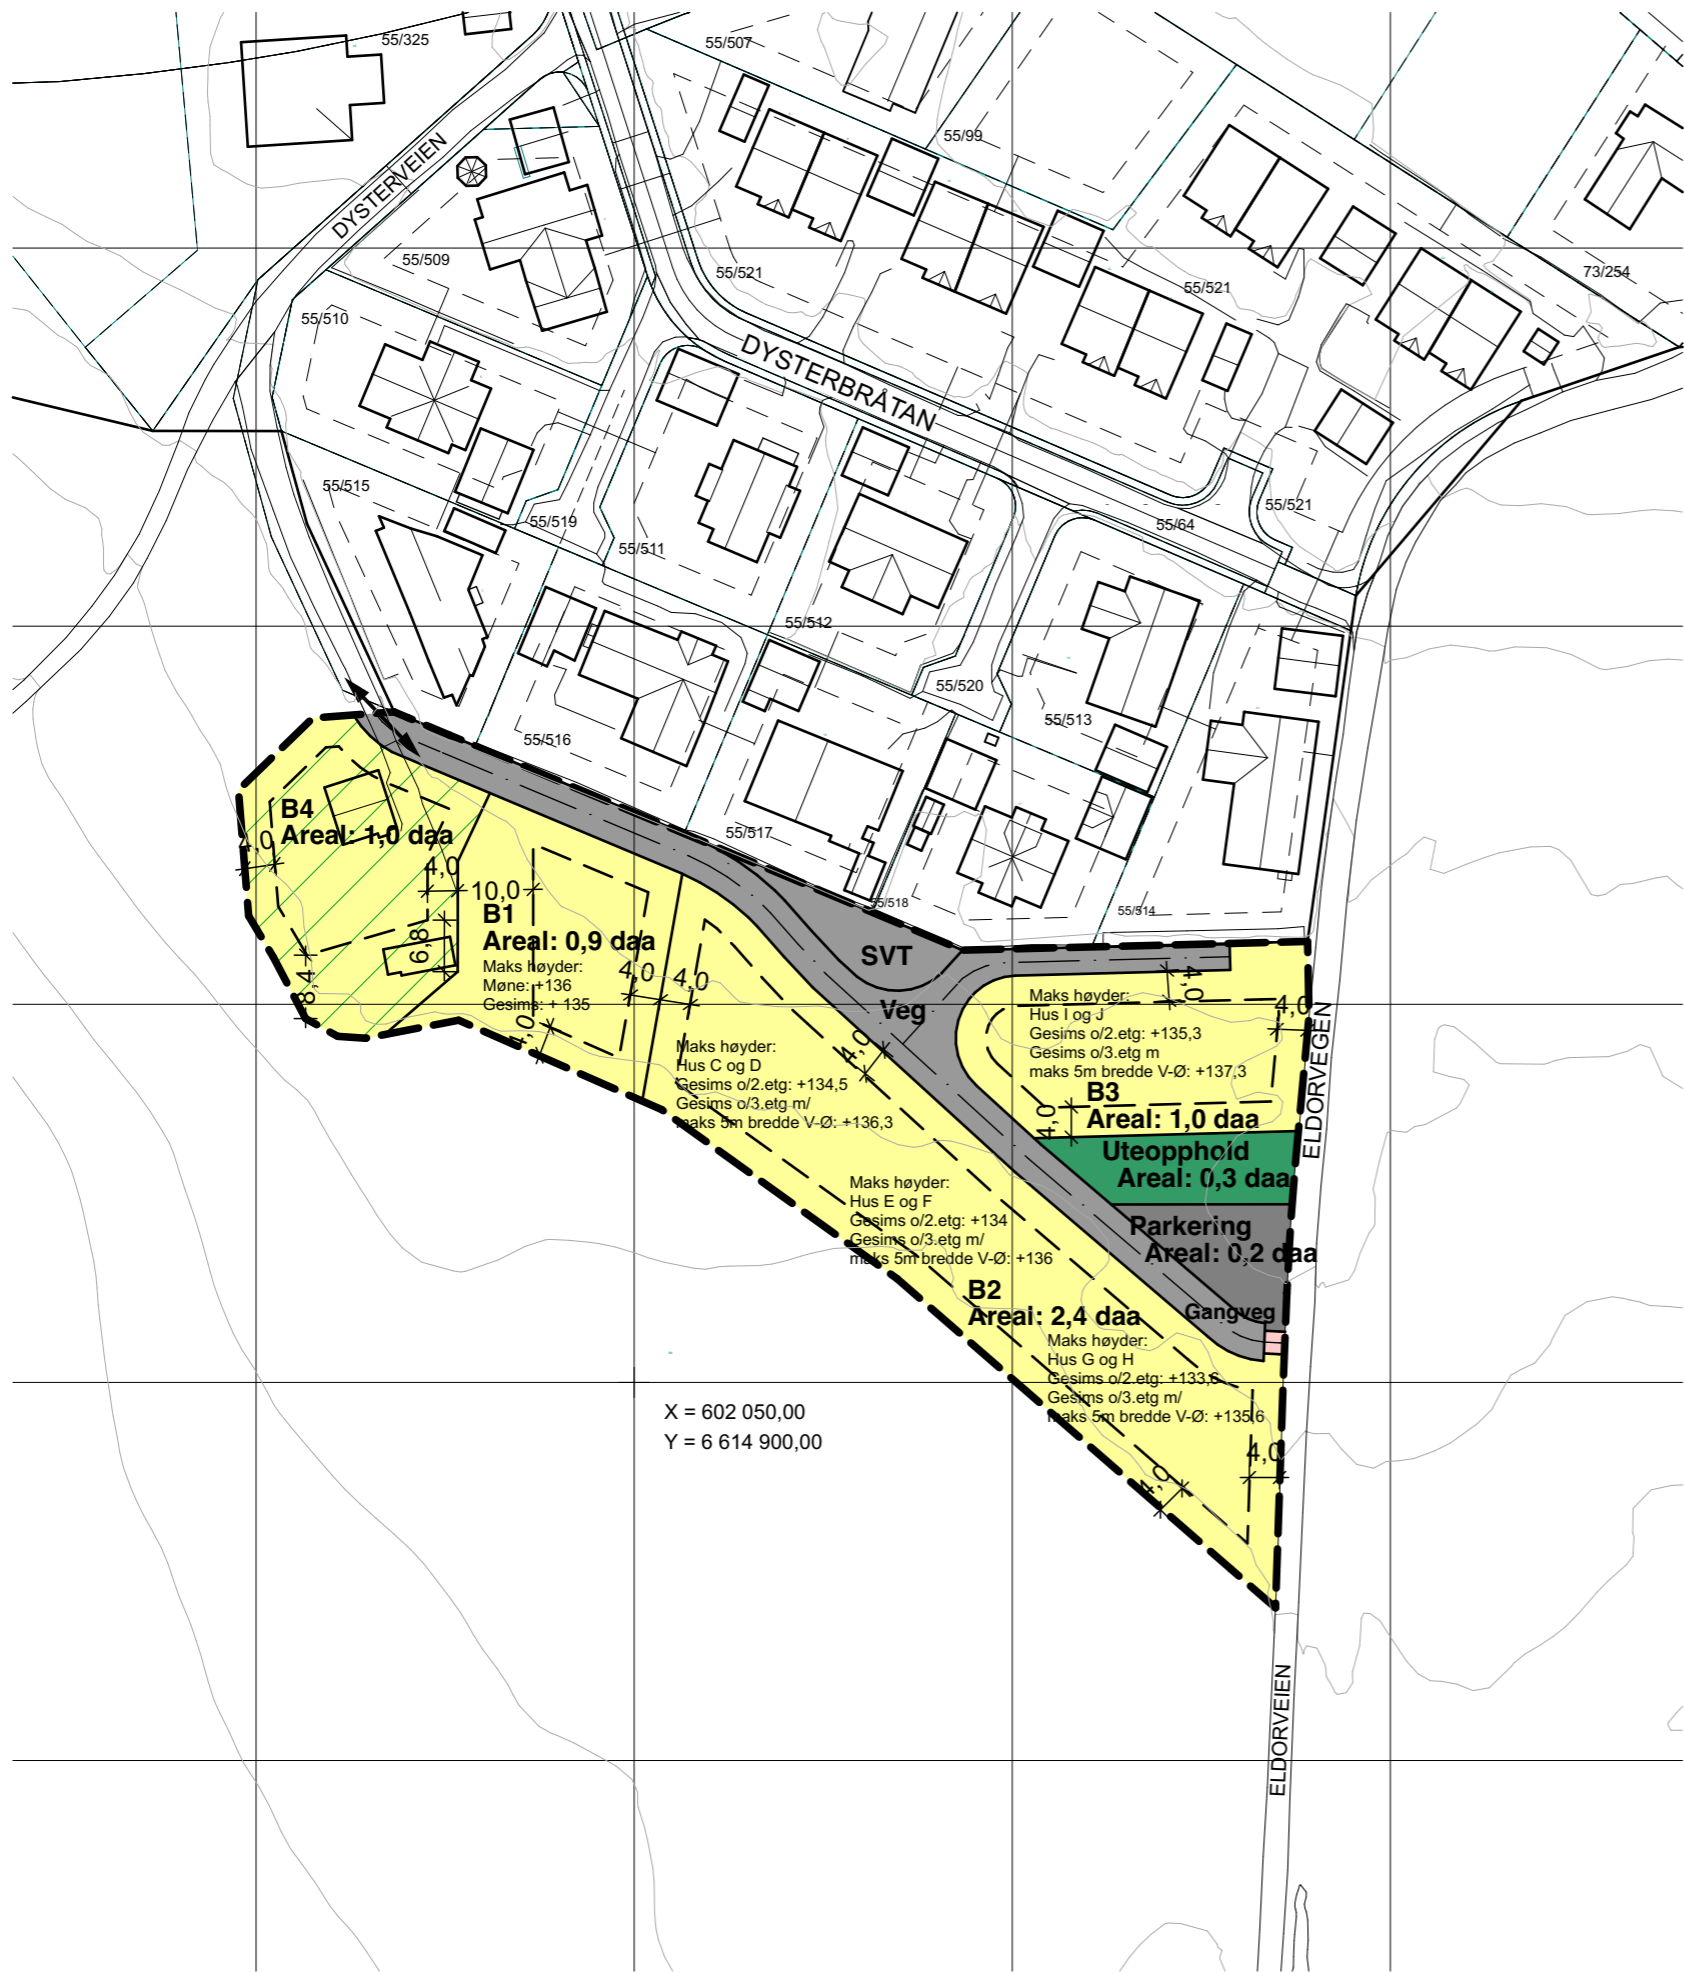 55/325
55/507
55/99
DYSTERVEIEN
55/509
55/521
55/521
73/254
55/510
DYSTERBRÅTAN
55/515
55/519
55/521
55/64
55/511
55/512
55/520
55/513
55/516
55/517
55/518
55/514
B4
Areal: 1,0 daa
4,0
4,0
10,0
6,8
8,4
B1
Areal: 0,9 daa
Maks høyder:
Møne: +136
Gesims: + 135
4,0
4,0
4,0
SVT
Veg
4,0
4,0
4,0
Maks høyder:
Hus I og J
Gesims o/2.etg: +135,3
Gesims o/3.etg m
maks 5m bredde V-Ø: +137,3
B3
Areal: 1,0 daa
4,0
ELDORVEGEN
Maks høyder:
Hus C og D
Gesims o/2.etg: +134,5
Gesims o/3.etg m/
maks 5m bredde V-Ø: +136,3
Uteopphold
Areal: 0,3 daa
Maks høyder:
Hus E og F
Gesims o/2.etg: +134
Gesims o/3.etg m/
maks 5m bredde V-Ø: +136
Parkering
Areal: 0,2 daa
B2
Areal: 2,4 daa
Gangveg
Maks høyder:
Hus G og H
Gesims o/2.etg: +133,6
Gesims o/3.etg m/
maks 5m bredde V-Ø: +135,6
4,0
4,0
X = 602 050,00
Y = 6 614 900,00
ELDORVEIEN